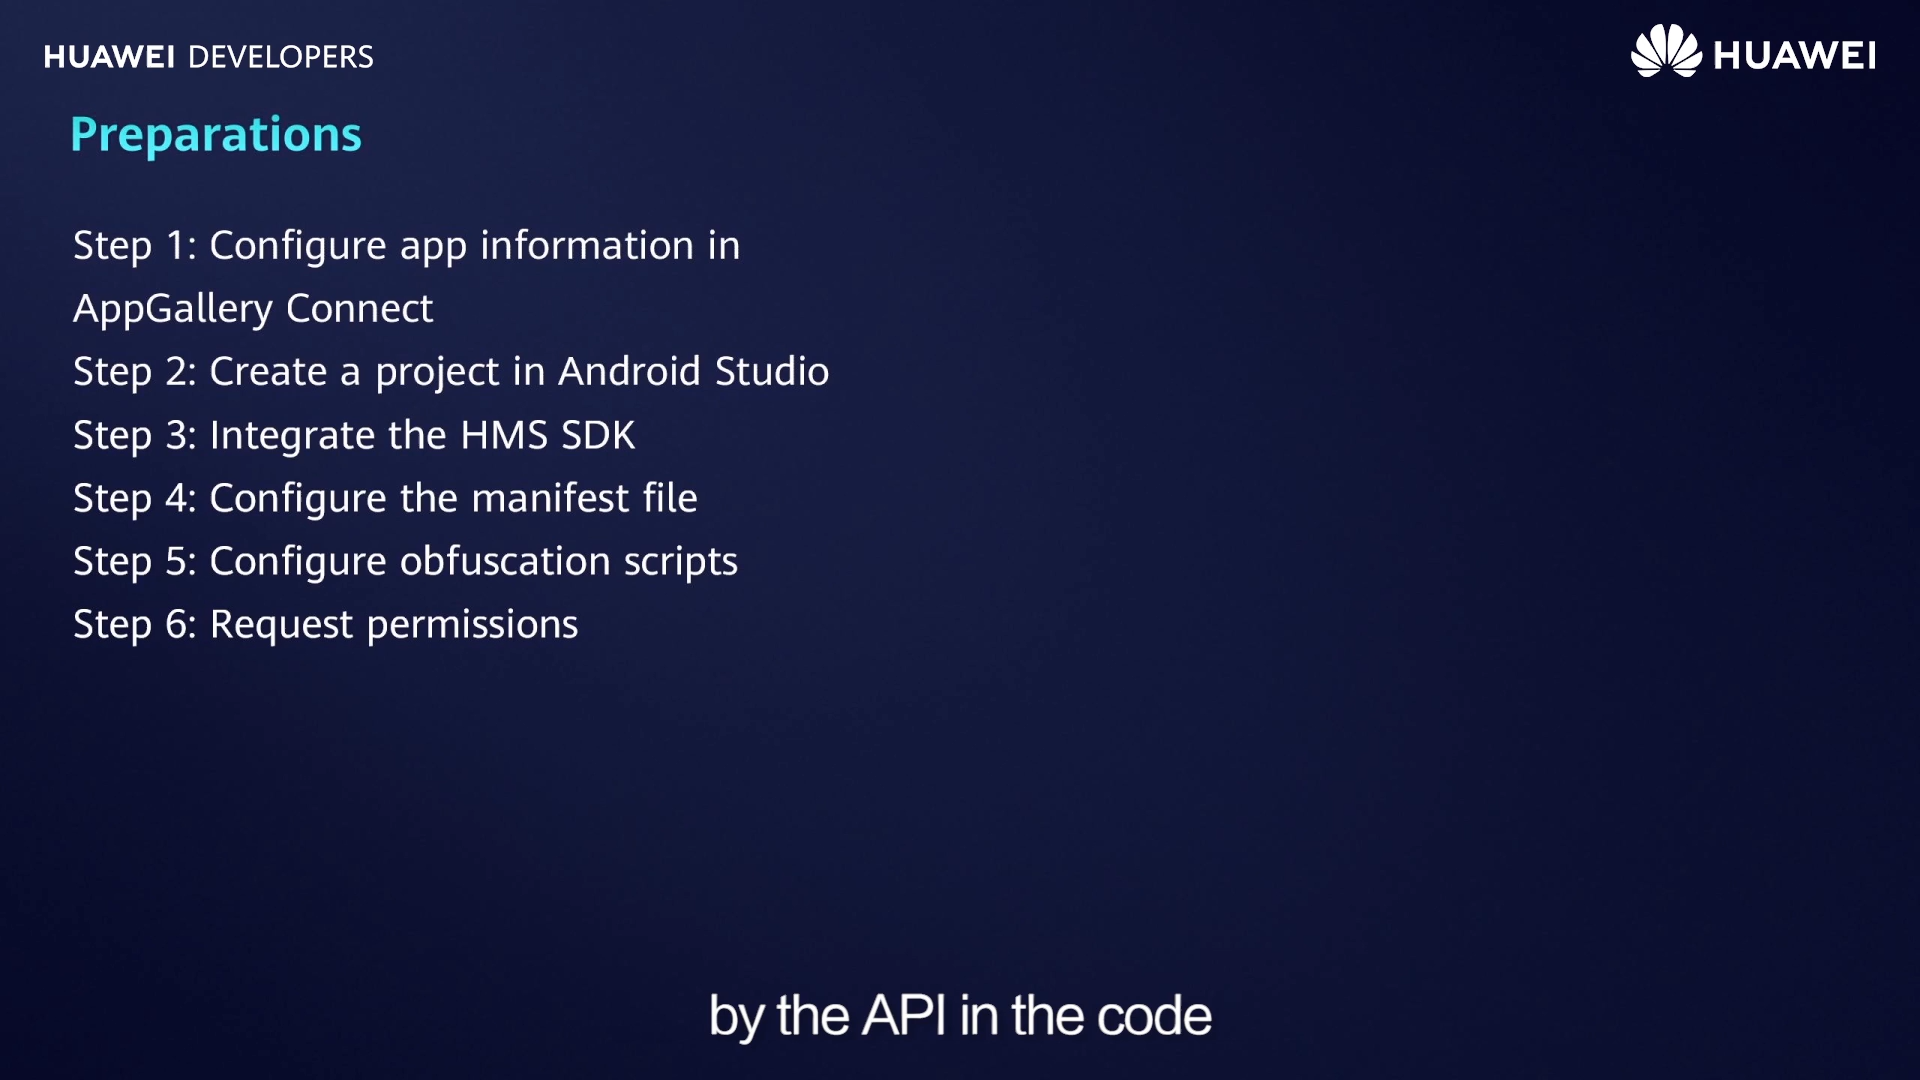 HUAWEI DEVELOPERS
HUAWEI
Preparations
Step 1: Configure app information in
AppGallery Connect
Step 2: Create a project in Android Studio
Step 3: Integrate the HMS SDK
Step 4: Configure the manifest file
Step 5: Configure obfuscation scripts
Step 6: Request permissions
by the API in the code